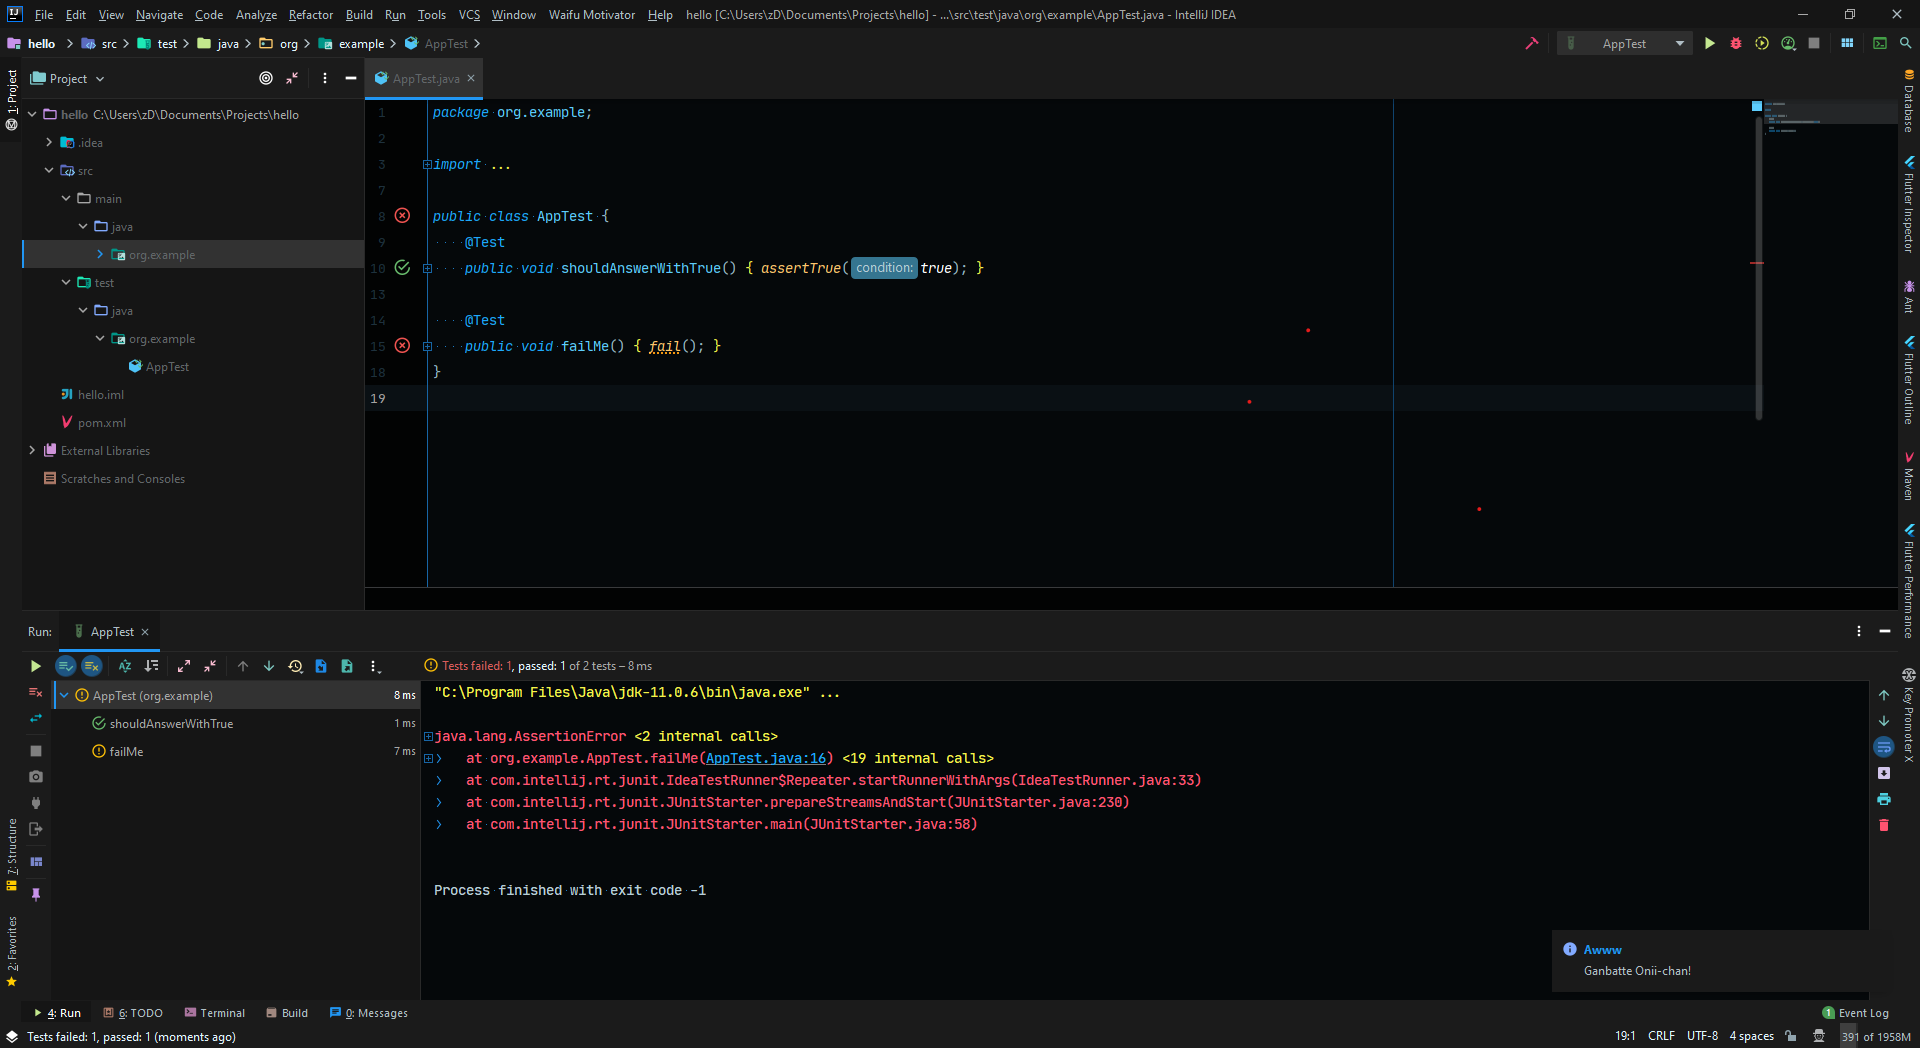 File Edit View Navigate Code Analyze Refactor Build Run Tools VCS Window Waifu Motivator Help hello [C:\Users\zD\Documents\Projects\hello] - ...\src\test\java\org\example\AppTest.java - IntelliJ IDEA
hello src test java org example AppTest
AppTest
Project
AppTest.java
hello C:\Users\zD\Documents\Projects\hello
.idea
src
main
java
org.example
test
java
org.example
AppTest
hello.iml
pom.xml
External Libraries
Scratches and Consoles
1 package org.example;
2
3 import ...
7
8 public class AppTest {
9 @Test
10 public void shouldAnswerWithTrue() { assertTrue( condition: true); }
13
14 @Test
15 public void failMe() { fail(); }
18 }
19
1: Project
7: Structure
2: Favorites
Database
Flutter Inspector
Ant
Flutter Outline
Maven
Flutter Performance
Key Promoter X
Run: AppTest
Tests failed: 1, passed: 1 of 2 tests – 8 ms
AppTest (org.example) 8 ms
shouldAnswerWithTrue 1 ms
failMe 7 ms
"C:\Program Files\Java\jdk-11.0.6\bin\java.exe" ...
java.lang.AssertionError <2 internal calls>
at org.example.AppTest.failMe(AppTest.java:16) <19 internal calls>
at com.intellij.rt.junit.IdeaTestRunner$Repeater.startRunnerWithArgs(IdeaTestRunner.java:33)
at com.intellij.rt.junit.JUnitStarter.prepareStreamsAndStart(JUnitStarter.java:230)
at com.intellij.rt.junit.JUnitStarter.main(JUnitStarter.java:58)
Process finished with exit code -1
Awww
Ganbatte Onii-chan!
4: Run 6: TODO Terminal Build 0: Messages
1 Event Log
Tests failed: 1, passed: 1 (moments ago)
19:1 CRLF UTF-8 4 spaces 391 of 1958M